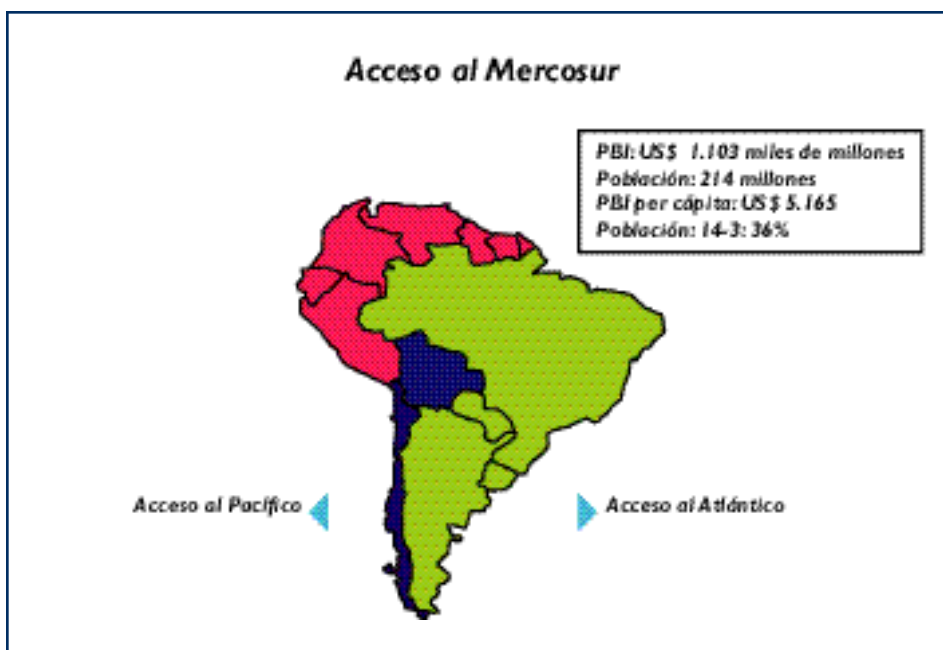 Acceso al Mercosur
PBI: US$ 1.103 miles de millones
Población: 214 millones
PBI per cápita: US$ 5.165
Población: 14-3: 36%
Acceso al Pacífico
Acceso al Atlántico